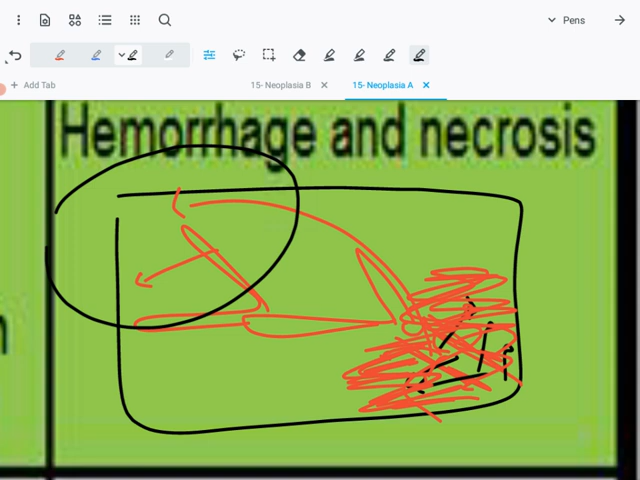 Pens
Add Tab
15- Neoplasia B
15- Neoplasia A
Hemorrhage and necrosis